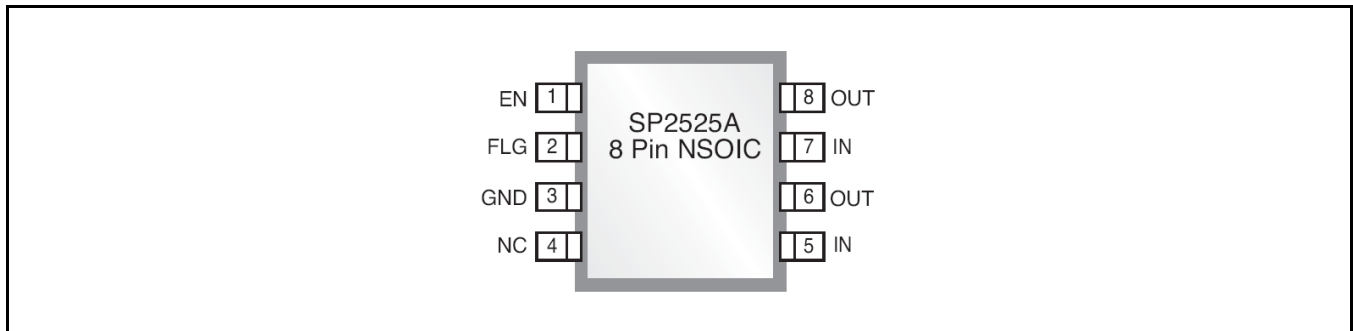 EN 1
FLG 2
GND 3
NC 4
SP2525A
8 Pin NSOIC
8 OUT
7 IN
6 OUT
5 IN